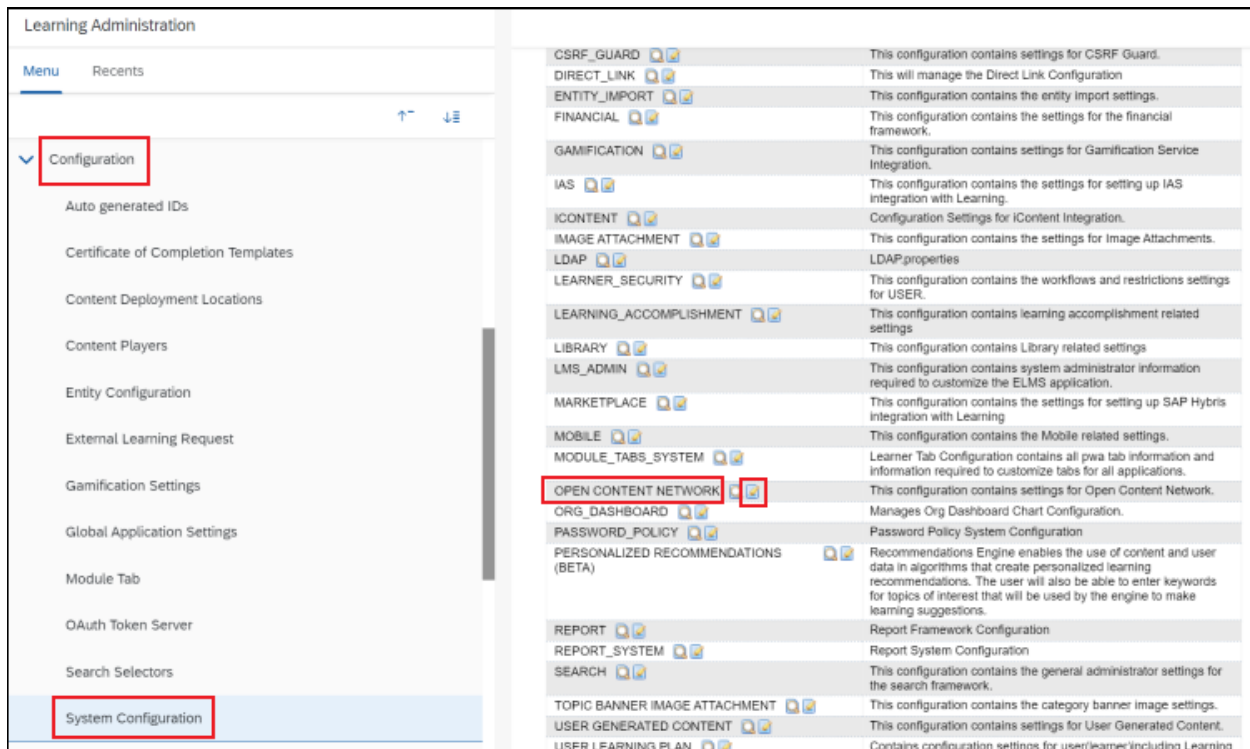 Learning Administration
Menu
Recents
Configuration
Auto generated IDs
Certificate of Completion Templates
Content Deployment Locations
Content Players
Entity Configuration
External Learning Request
Gamification Settings
Global Application Settings
Module Tab
OAuth Token Server
Search Selectors
System Configuration
CSRF_GUARD This configuration contains settings for CSRF Guard.
DIRECT_LINK This will manage the Direct Link Configuration
ENTITY_IMPORT This configuration contains the entity import settings.
FINANCIAL This configuration contains the settings for the financial
framework.
GAMIFICATION This configuration contains settings for Gamification Service
Integration.
IAS This configuration contains the settings for setting up IAS
integration with Learning.
ICONTENT Configuration Settings for iContent Integration.
IMAGE ATTACHMENT This configuration contains the settings for Image Attachments.
LDAP LDAP.properties
LEARNER_SECURITY This configuration contains the workflows and restrictions settings
for USER.
LEARNING_ACCOMPLISHMENT This configuration contains learning accomplishment related
settings
LIBRARY This configuration contains Library related settings
LMS_ADMIN This configuration contains system administrator information
required to customize the ELMS application.
MARKETPLACE This configuration contains the settings for setting up SAP Hybris
integration with Learning
MOBILE This configuration contains the Mobile related settings.
MODULE_TABS_SYSTEM Learner Tab Configuration contains all pwa tab information and
information required to customize tabs for all applications.
OPEN CONTENT NETWORK This configuration contains settings for Open Content Network.
ORG_DASHBOARD Manages Org Dashboard Chart Configuration.
PASSWORD_POLICY Password Policy System Configuration
PERSONALIZED RECOMMENDATIONS Recommendations Engine enables the use of content and user
(BETA) data in algorithms that create personalized learning
recommendations. The user will also be able to enter keywords
for topics of interest that will be used by the engine to make
learning suggestions.
REPORT Report Framework Configuration
REPORT_SYSTEM Report System Configuration
SEARCH This configuration contains the general administrator settings for
the search framework.
TOPIC BANNER IMAGE ATTACHMENT This configuration contains the category banner image settings.
USER GENERATED CONTENT This configuration contains settings for User Generated Content.
USER LEARNING PLAN Contains configuration settings for user(learner)including Learning